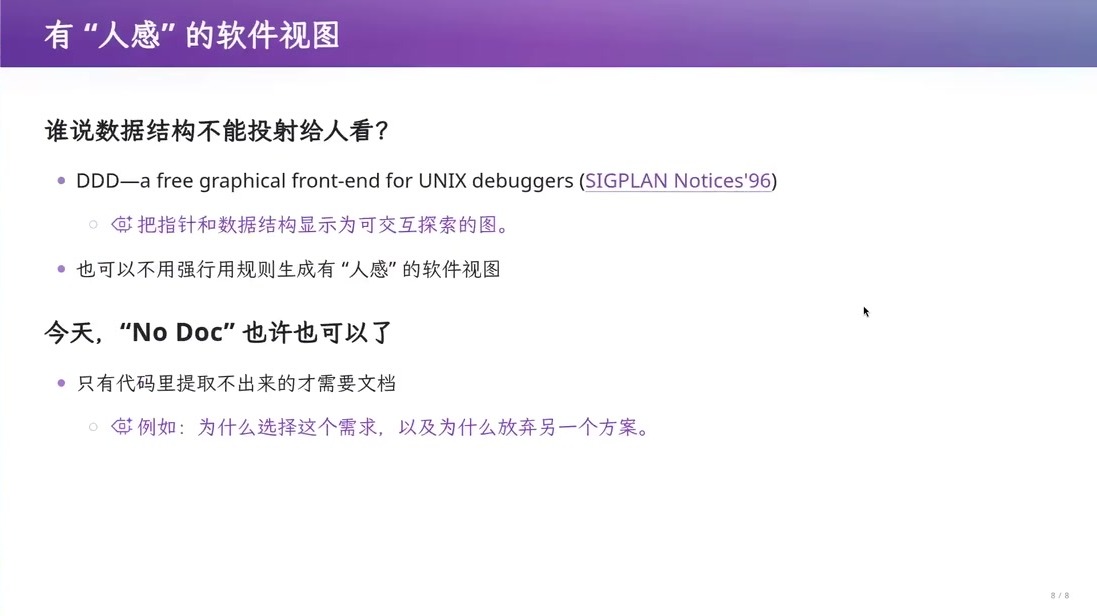 有 “人感” 的软件视图
谁说数据结构不能投射给人看？
DDD—a free graphical front-end for UNIX debuggers (SIGPLAN Notices'96)
把指针和数据结构显示为可交互探索的图。
也可以不用强行用规则生成有 “人感” 的软件视图
今天，“No Doc” 也许也可以了
只有代码里提取不出来的才需要文档
例如：为什么选择这个需求，以及为什么放弃另一个方案。
8 / 8